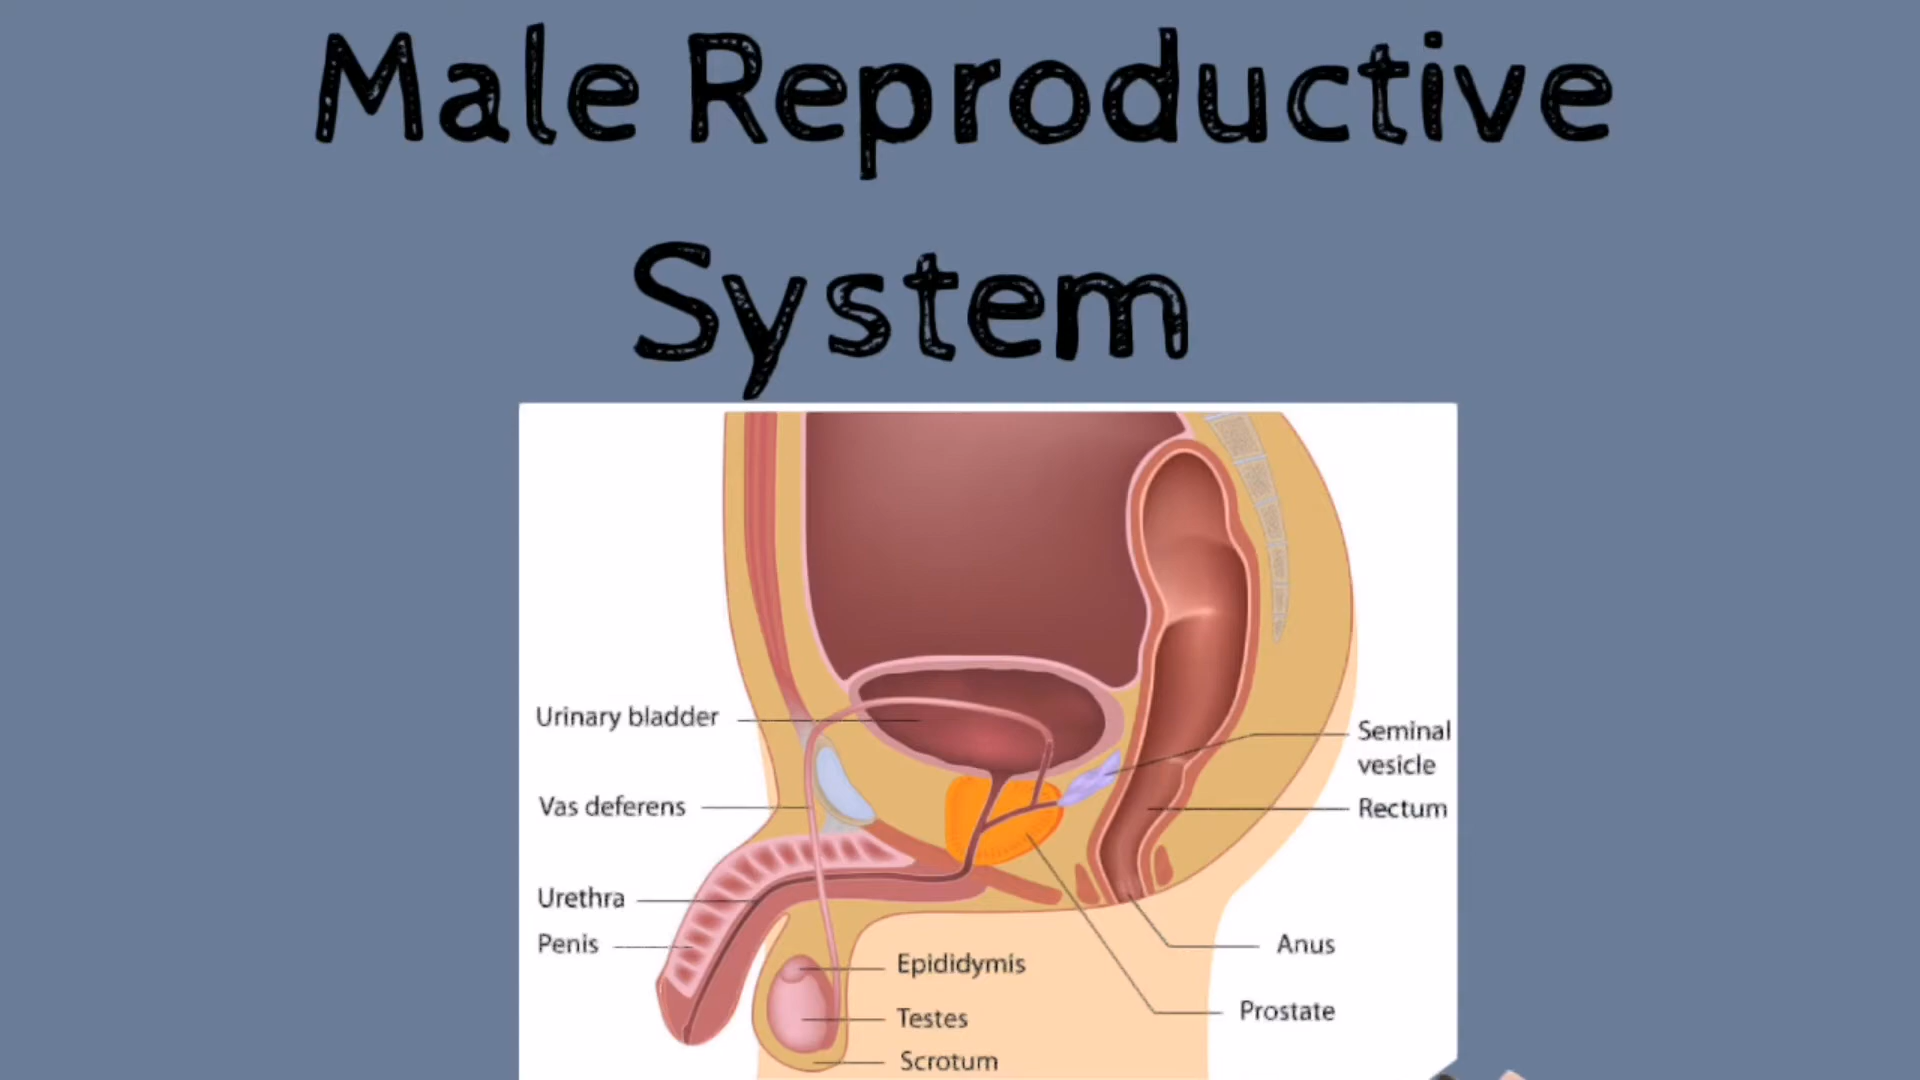 Male Reproductive
System
Urinary bladder
Vas deferens
Urethra
Penis
Epididymis
Testes
Scrotum
Seminal
vesicle
Rectum
Anus
Prostate